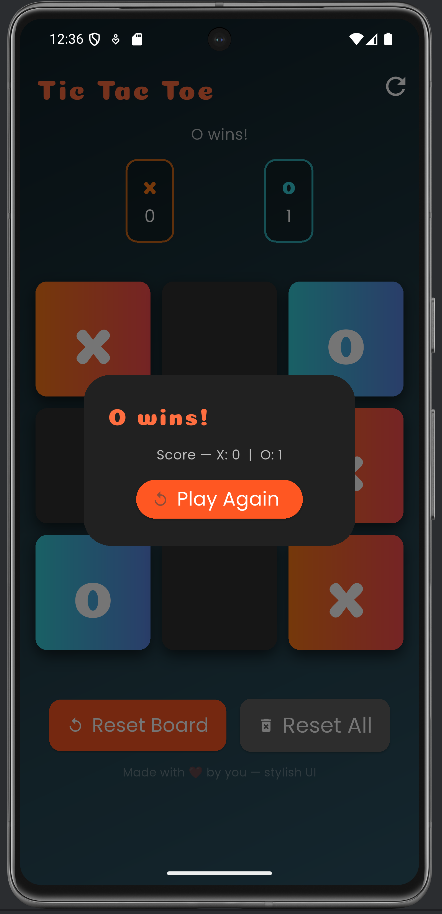 12:36
Tic Tac Toe
O wins!
X O
0 1
X O
O wins!
X
Score — X: 0 | O: 1
Play Again
O X
Reset Board Reset All
Made with ❤️ by you — stylish UI